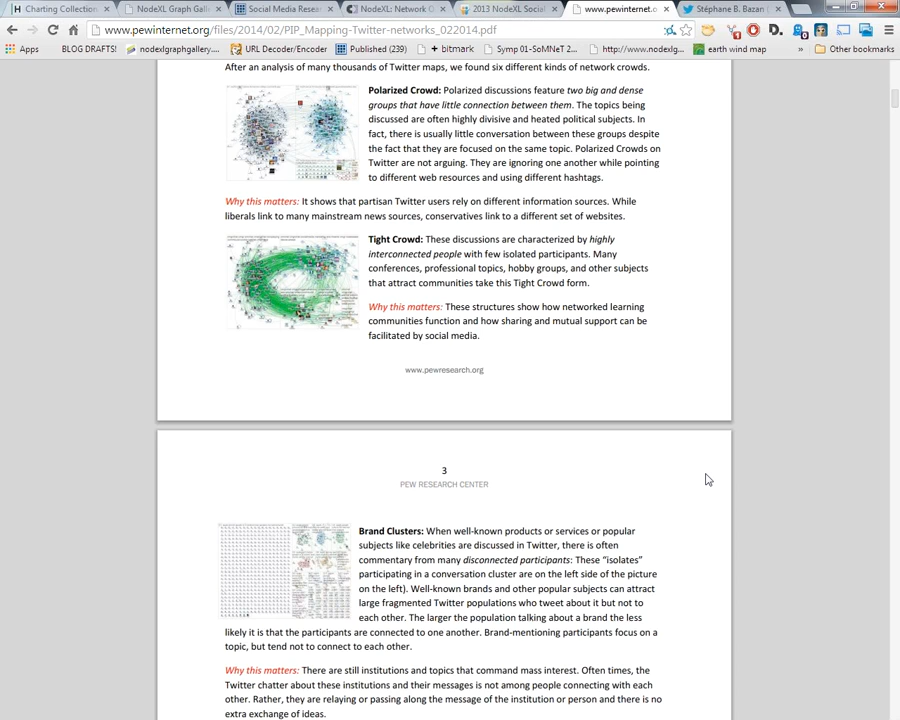 Charting Collection
NodeXL Graph Gall
Social Media Resea
NodeXL: Network O
2013 NodeXL Social
www.pewinternet.o
Stéphane B. Bazan (
www.pewinternet.org/files/2014/02/PIP_Mapping-Twitter-networks_022014.pdf
Apps BLOG DRAFTS! nodexlgraphgallery.... URL Decoder/Encoder Published (239) + bitmark Symp 01-SoMNeT 2... http://www.nodexlg... earth wind map » Other bookmarks
After an analysis of many thousands of Twitter maps, we found six different kinds of network crowds.
Polarized Crowd: Polarized discussions feature two big and dense
groups that have little connection between them. The topics being
discussed are often highly divisive and heated political subjects. In
fact, there is usually little conversation between these groups despite
the fact that they are focused on the same topic. Polarized Crowds on
Twitter are not arguing. They are ignoring one another while pointing
to different web resources and using different hashtags.
Why this matters: It shows that partisan Twitter users rely on different information sources. While
liberals link to many mainstream news sources, conservatives link to a different set of websites.
Tight Crowd: These discussions are characterized by highly
interconnected people with few isolated participants. Many
conferences, professional topics, hobby groups, and other subjects
that attract communities take this Tight Crowd form.
Why this matters: These structures show how networked learning
communities function and how sharing and mutual support can be
facilitated by social media.
www.pewresearch.org
3
PEW RESEARCH CENTER
Brand Clusters: When well-known products or services or popular
subjects like celebrities are discussed in Twitter, there is often
commentary from many disconnected participants: These “isolates”
participating in a conversation cluster are on the left side of the picture
on the left). Well-known brands and other popular subjects can attract
large fragmented Twitter populations who tweet about it but not to
each other. The larger the population talking about a brand the less
likely it is that the participants are connected to one another. Brand-mentioning participants focus on a
topic, but tend not to connect to each other.
Why this matters: There are still institutions and topics that command mass interest. Often times, the
Twitter chatter about these institutions and their messages is not among people connecting with each
other. Rather, they are relaying or passing along the message of the institution or person and there is no
extra exchange of ideas.